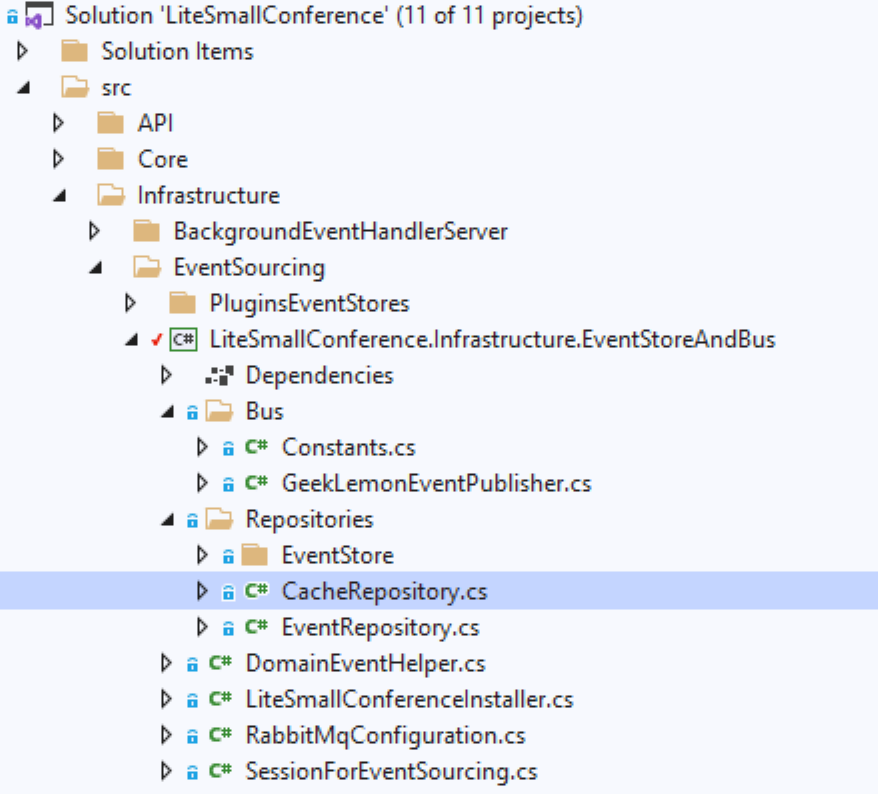 Solution 'LiteSmallConference' (11 of 11 projects)
Solution Items
src
API
Core
Infrastructure
BackgroundEventHandlerServer
EventSourcing
PluginsEventStores
C# LiteSmallConference.Infrastructure.EventStoreAndBus
Dependencies
Bus
C# Constants.cs
C# GeekLemonEventPublisher.cs
Repositories
EventStore
C# CacheRepository.cs
C# EventRepository.cs
C# DomainEventHelper.cs
C# LiteSmallConferenceInstaller.cs
C# RabbitMqConfiguration.cs
C# SessionForEventSourcing.cs